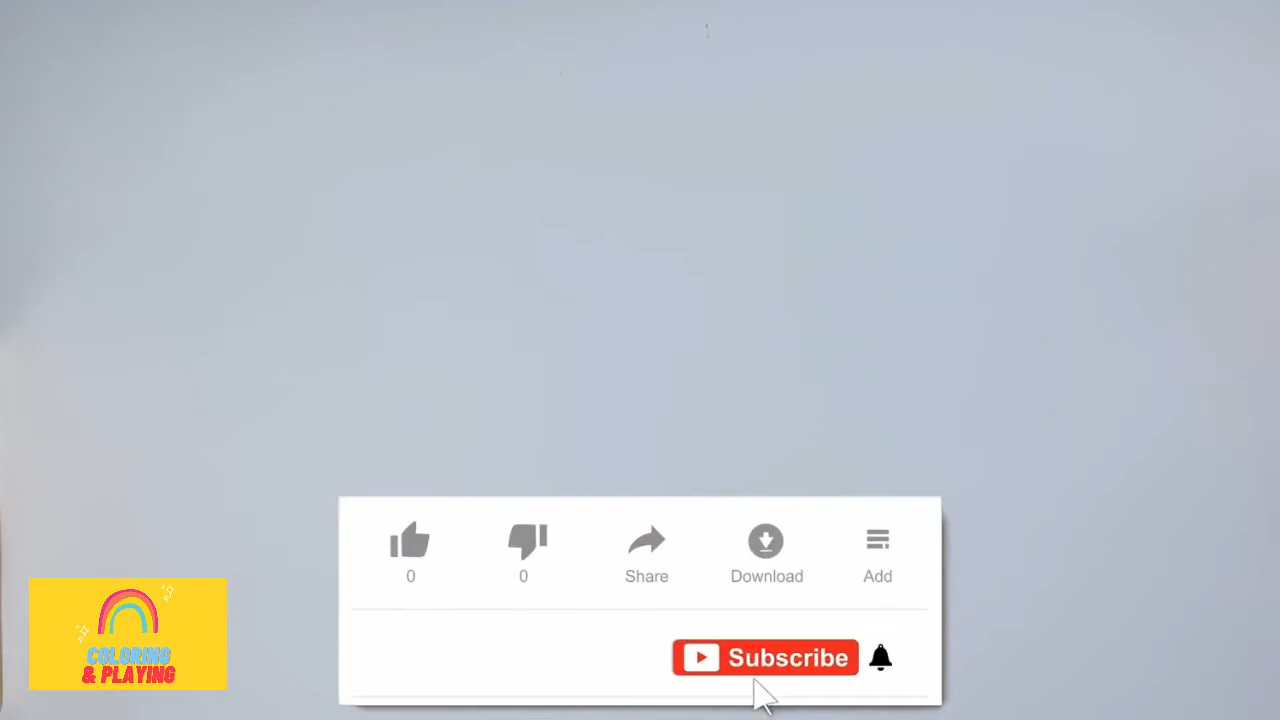 0
0
Share
Download
Add
Subscribe
COLORING
& PLAYING